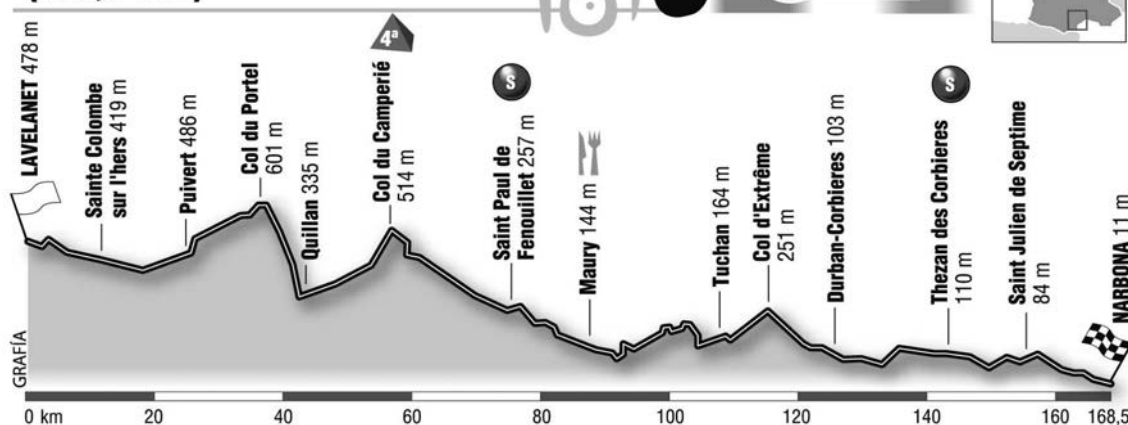 LAVELANET 478 m
Sainte Colombe
sur l'hers 419 m
Puivert 486 m
Col du Portel
601 m
Quillan 335 m
4ª
Col du Camperié
514 m
S
Saint Paul de
Fenouillet 257 m
Maury 144 m
Tuchan 164 m
Col d'Extrême
251 m
Durban-Corbieres 103 m
S
Thezan des Corbieres
110 m
Saint Julien de Septime
84 m
NARBONA 11 m
GRAFÍA
0 km 20 40 60 80 100 120 140 160 168,5